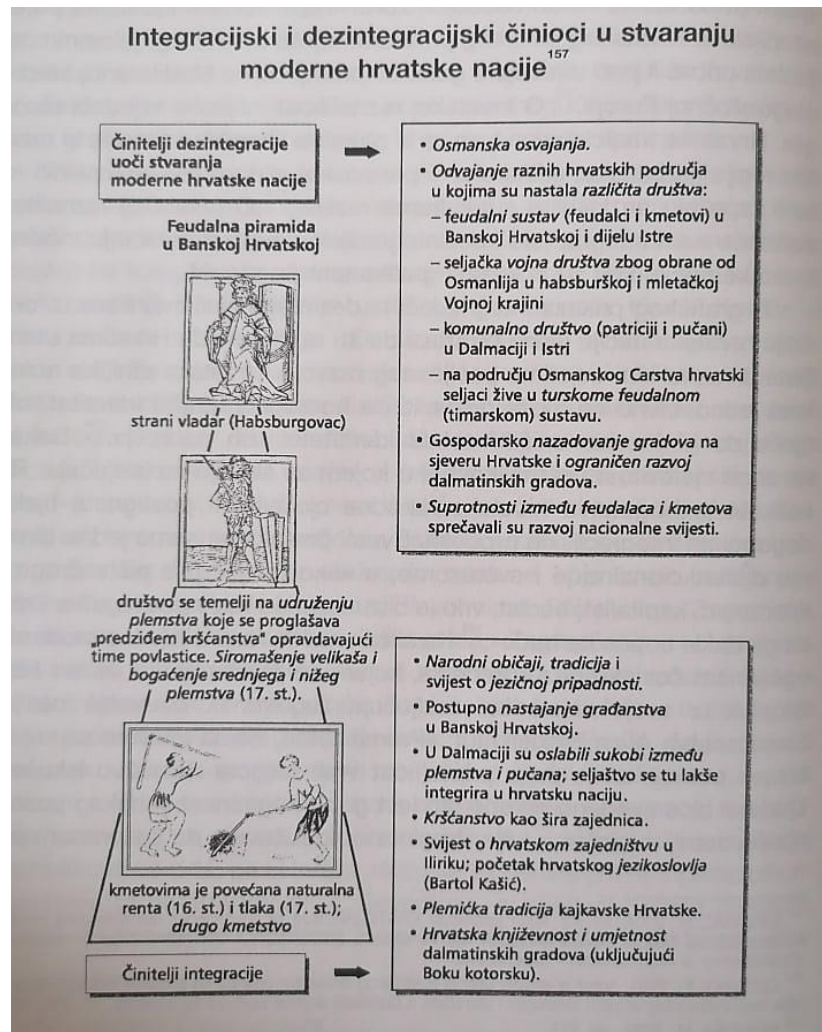 Integracijski i dezintegracijski činioci u stvaranju
moderne hrvatske nacije157
Činitelji dezintegracije
uoči stvaranja
moderne hrvatske nacije
• Osmanska osvajanja.
• Odvajanje raznih hrvatskih područja
u kojima su nastala različita društva:
– feudalni sustav (feudalci i kmetovi) u
Banskoj Hrvatskoj i dijelu Istre
– seljačka vojna društva zbog obrane od
Osmanlija u habsburškoj i mletačkoj
Vojnoj krajini
– komunalno društvo (patriciji i pučani)
u Dalmaciji i Istri
– na području Osmanskog Carstva hrvatski
seljaci žive u turskome feudalnom
(timarskom) sustavu.
• Gospodarsko nazadovanje gradova na
sjeveru Hrvatske i ograničen razvoj
dalmatinskih gradova.
• Suprotnosti između feudalaca i kmetova
sprečavali su razvoj nacionalne svijesti.
Feudalna piramida
u Banskoj Hrvatskoj
strani vladar (Habsburgovac)
društvo se temelji na udruženju
plemstva koje se proglašava
„predziđem kršćanstva“ opravdavajući
time povlastice. Siromašenje velikaša i
bogaćenje srednjega i nižeg
plemstva (17. st.).
kmetovima je povećana naturalna
renta (16. st.) i tlaka (17. st.);
drugo kmetstvo
Činitelji integracije
• Narodni običaji, tradicija i
svijest o jezičnoj pripadnosti.
• Postupno nastajanje građanstva
u Banskoj Hrvatskoj.
• U Dalmaciji su oslabili sukobi između
plemstva i pučana; seljaštvo se tu lakše
integrira u hrvatsku naciju.
• Kršćanstvo kao šira zajednica.
• Svijest o hrvatskom zajedništvu u
Iliriku; početak hrvatskog jezikoslovlja
(Bartol Kašić).
• Plemićka tradicija kajkavske Hrvatske.
• Hrvatska književnost i umjetnost
dalmatinskih gradova (uključujući
Boku kotorsku).